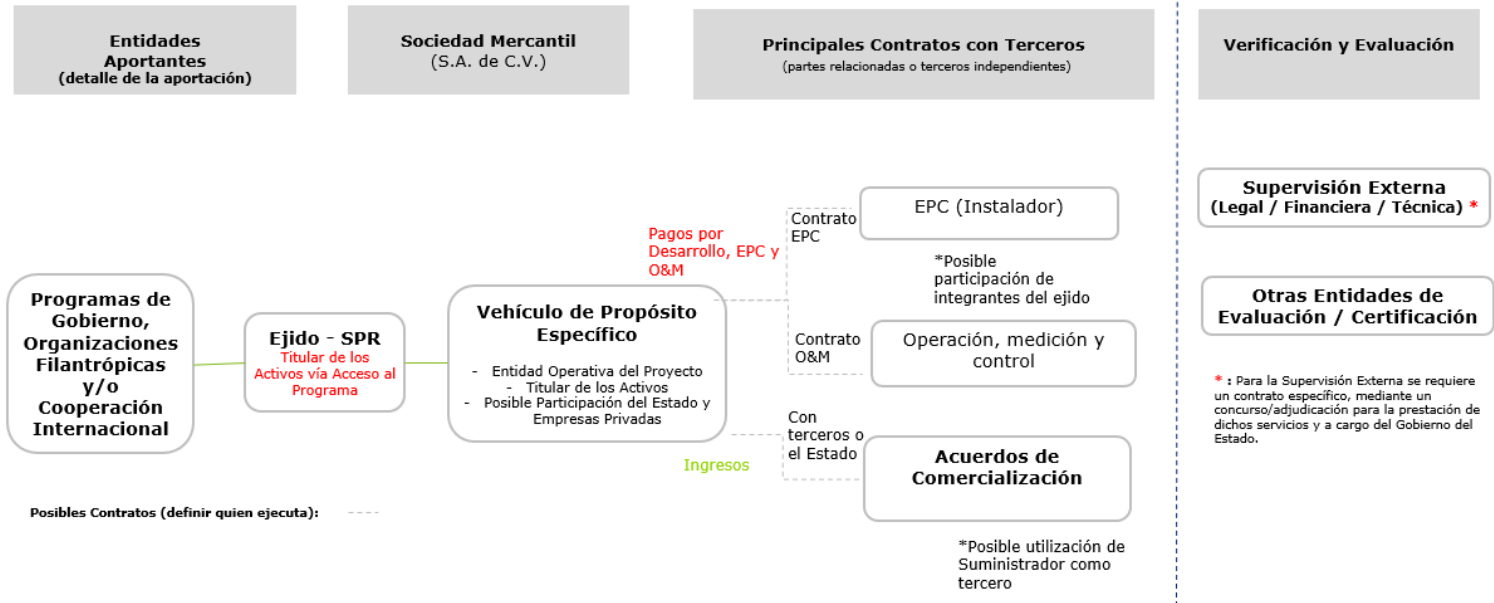 Entidades
Aportantes
(detalle de la aportación)
Sociedad Mercantil
(S.A. de C.V.)
Principales Contratos con Terceros
(partes relacionadas o terceros independientes)
Verificación y Evaluación
Programas de
Gobierno,
Organizaciones
Filantrópicas
y/o
Cooperación
Internacional
Ejido - SPR
Titular de los
Activos vía Acceso al
Programa
Vehículo de Propósito
Específico
- Entidad Operativa del Proyecto
- Titular de los Activos
- Posible Participación del Estado y
Empresas Privadas
Pagos por
Desarrollo, EPC y
O&M
Ingresos
Contrato
EPC
EPC (Instalador)
*Posible
participación de
integrantes del ejido
Contrato
O&M
Operación, medición y
control
Con
terceros o
el Estado
Acuerdos de
Comercialización
*Posible utilización de
Suministrador como
tercero
Supervisión Externa
(Legal / Financiera / Técnica) *
Otras Entidades de
Evaluación / Certificación
* : Para la Supervisión Externa se requiere
un contrato específico, mediante un
concurso/adjudicación para la prestación de
dichos servicios y a cargo del Gobierno del
Estado.
Posibles Contratos (definir quien ejecuta):